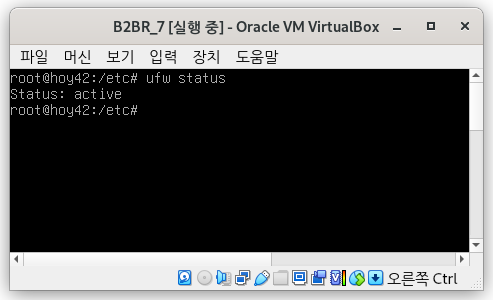 B2BR_7 [실행 중] - Oracle VM VirtualBox
파일 머신 보기 입력 장치 도움말
root@hoy42:/etc# ufw status
Status: active
root@hoy42:/etc#
오른쪽 Ctrl